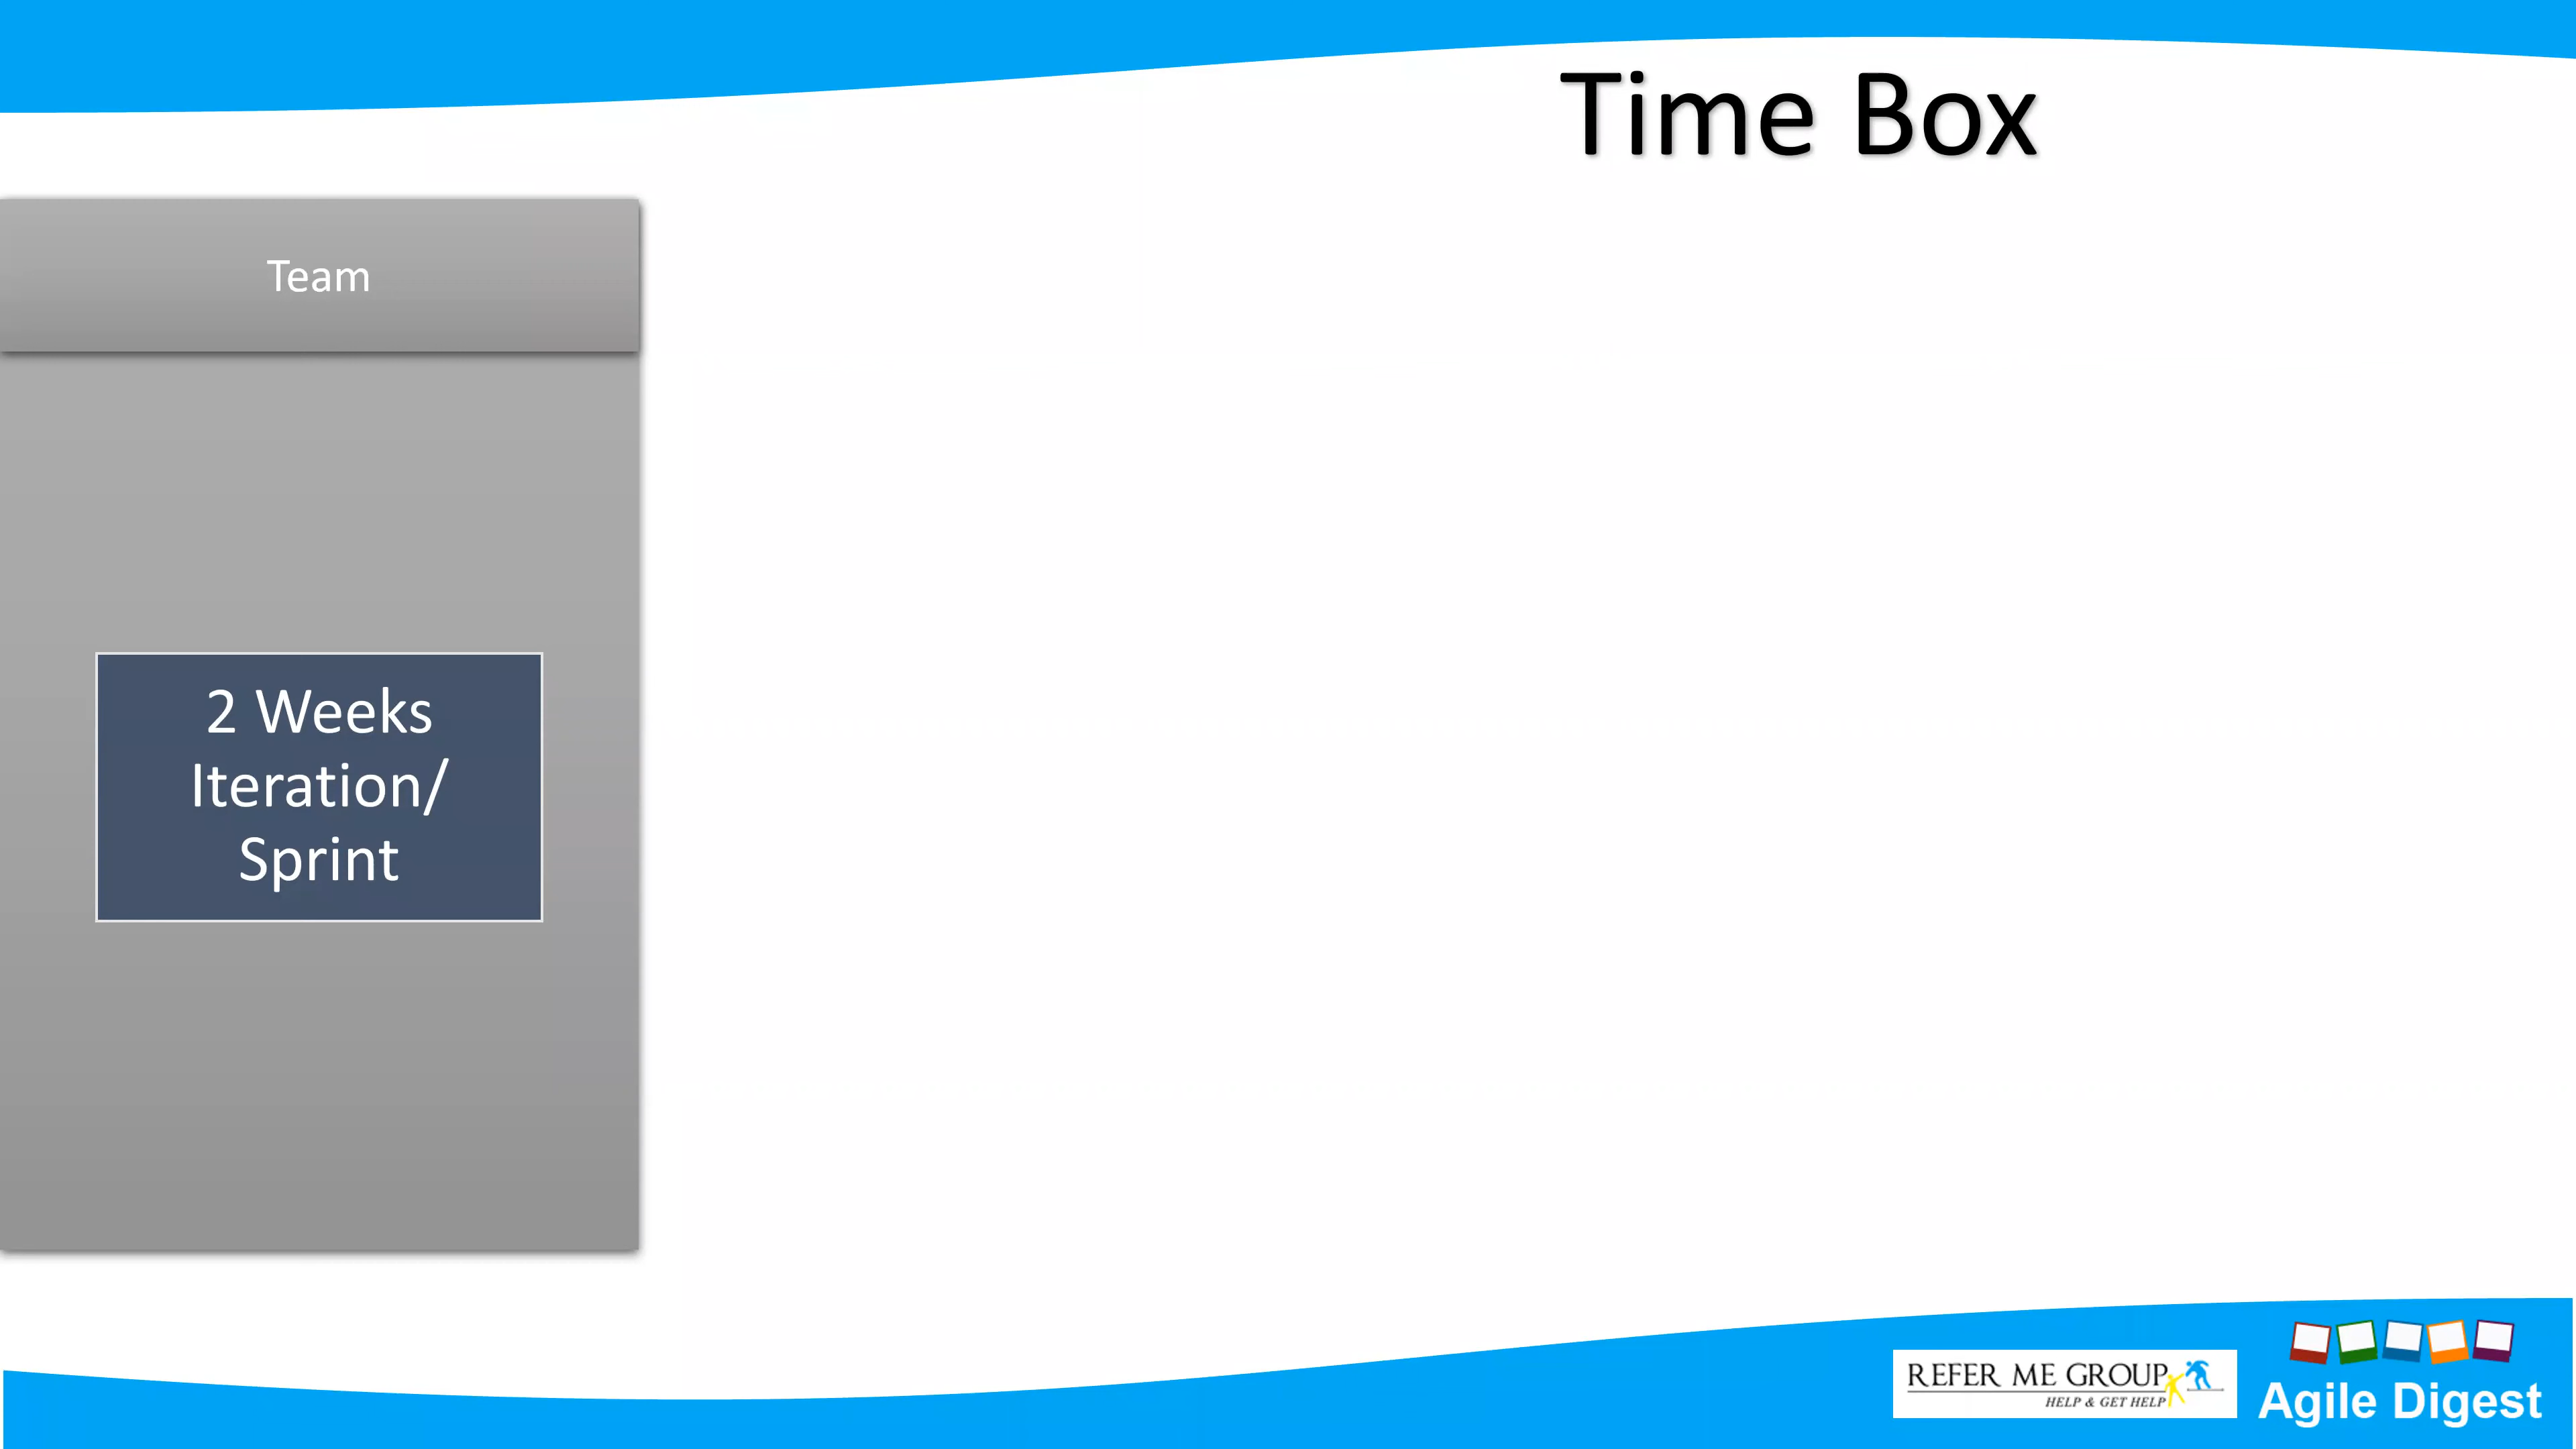 Time Box
Team
2 Weeks
Iteration/
Sprint
REFER ME GROUP
HELP & GET HELP
Agile Digest